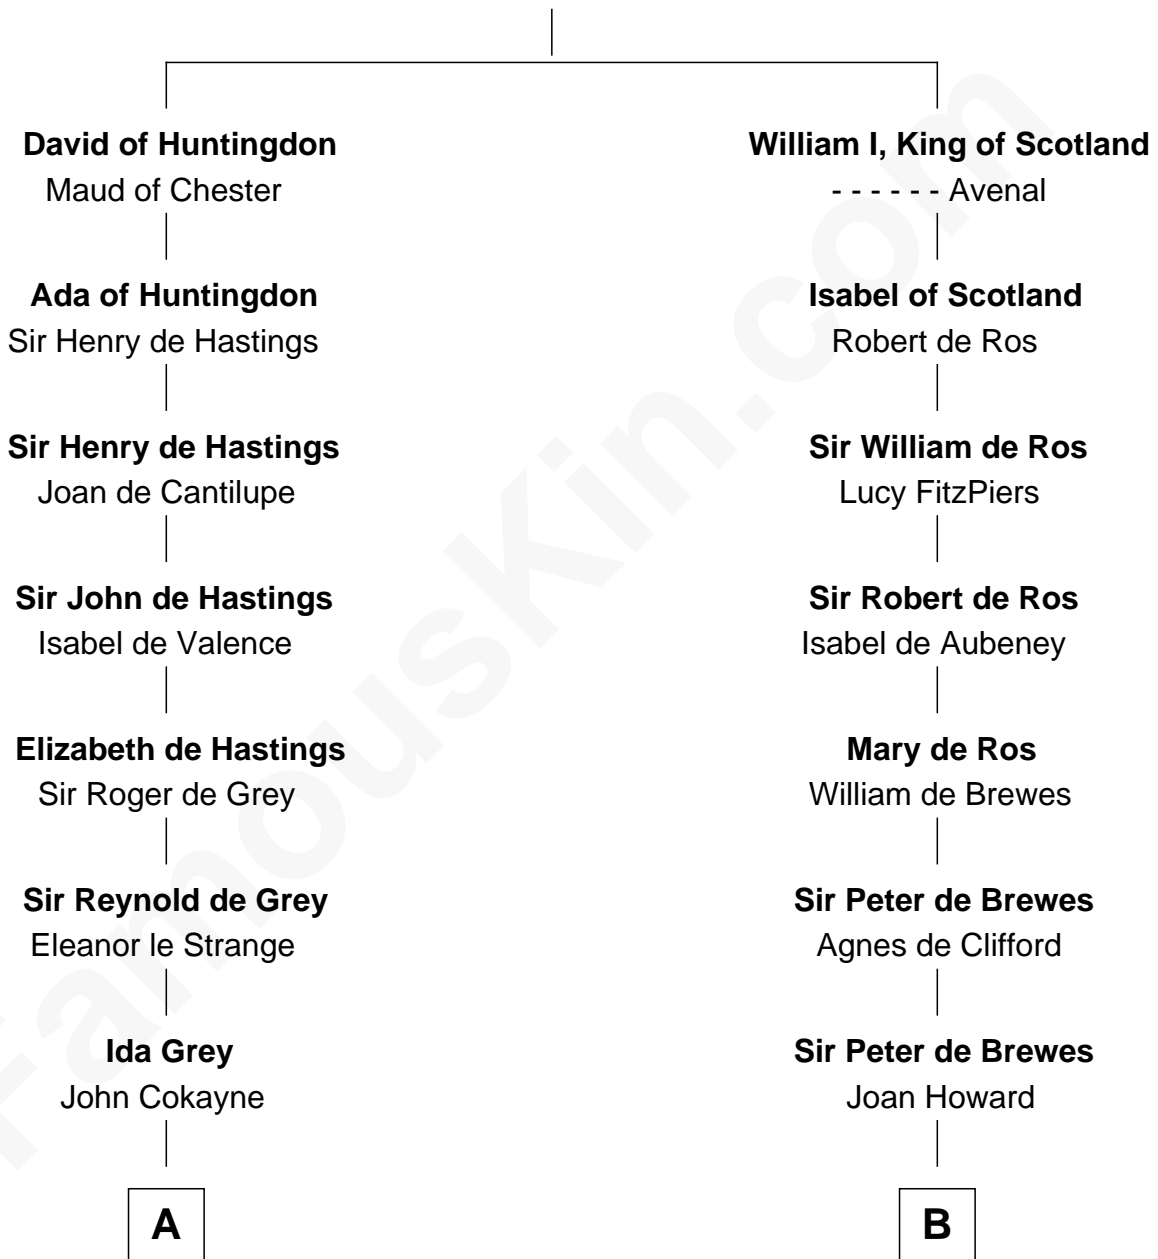 David of Huntingdon
Maud of Chester
Ada of Huntingdon
Sir Henry de Hastings
Sir Henry de Hastings
Joan de Cantilupe
Sir John de Hastings
Isabel de Valence
Elizabeth de Hastings
Sir Roger de Grey
Sir Reynold de Grey
Eleanor le Strange
Ida Grey
John Cokayne
A
William I, King of Scotland
- - - - - - Avenal
Isabel of Scotland
Robert de Ros
Sir William de Ros
Lucy FitzPiers
Sir Robert de Ros
Isabel de Aubeney
Mary de Ros
William de Brewes
Sir Peter de Brewes
Agnes de Clifford
Sir Peter de Brewes
Joan Howard
B
FamousKin.com